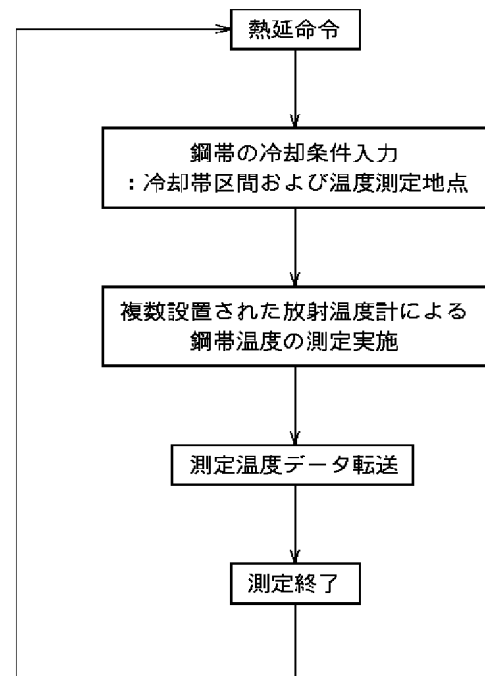 熱延命令
鋼帯の冷却条件入力
：冷却帯区間および温度測定地点
複数設置された放射温度計による
鋼帯温度の測定実施
測定温度データ転送
測定終了